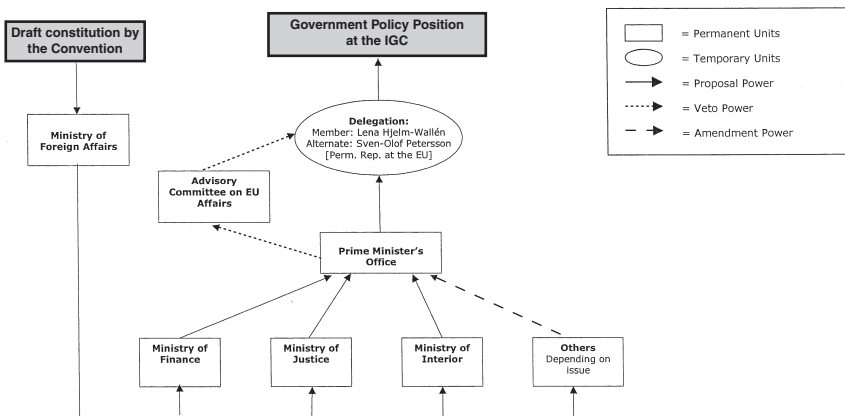 Draft constitution by
the Convention
Government Policy Position
at the IGC
= Permanent Units
= Temporary Units
= Proposal Power
= Veto Power
= Amendment Power
Ministry of
Foreign Affairs
Delegation:
Member: Lena Hjelm-Wallén
Alternate: Sven-Olof Petersson
[Perm. Rep. at the EU]
Advisory
Committee on EU
Affairs
Prime Minister's
Office
Ministry of
Finance
Ministry of
Justice
Ministry of
Interior
Others
Depending on
issue